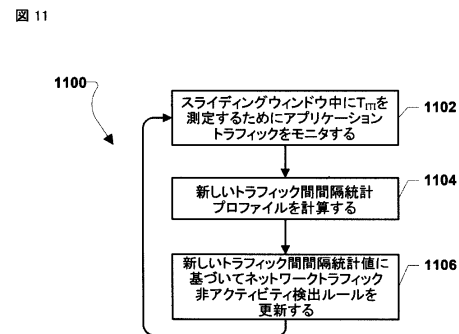 図 11
1100
スライディングウィンドウ中にTmを
測定するためにアプリケーション
トラフィックをモニタする
1102
新しいトラフィック間間隔統計
プロファイルを計算する
1104
新しいトラフィック間間隔統計値に
基づいてネットワークトラフィック
非アクティビティ検出ルールを
更新する
1106